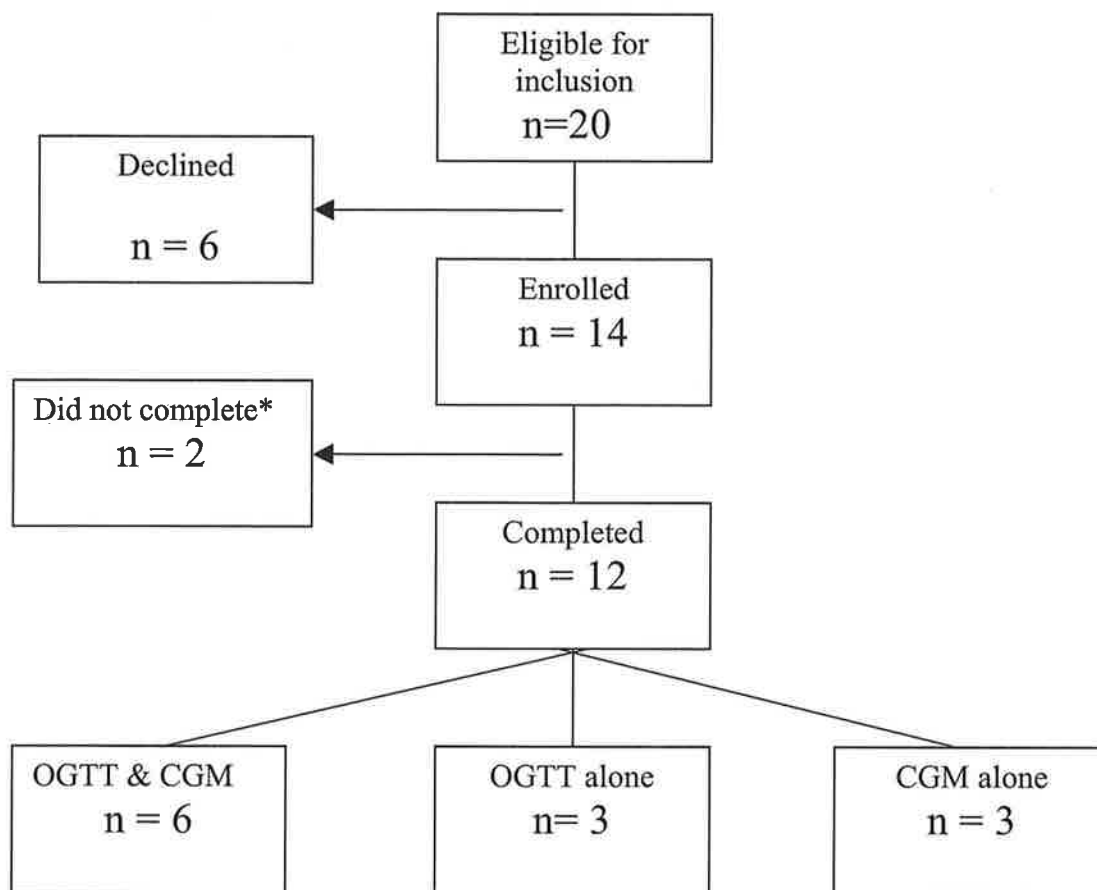 Eligible for
inclusion
n=20
Declined
n = 6
Enrolled
n = 14
Did not complete*
n = 2
Completed
n = 12
OGTT & CGM
n = 6
OGTT alone
n= 3
CGM alone
n = 3